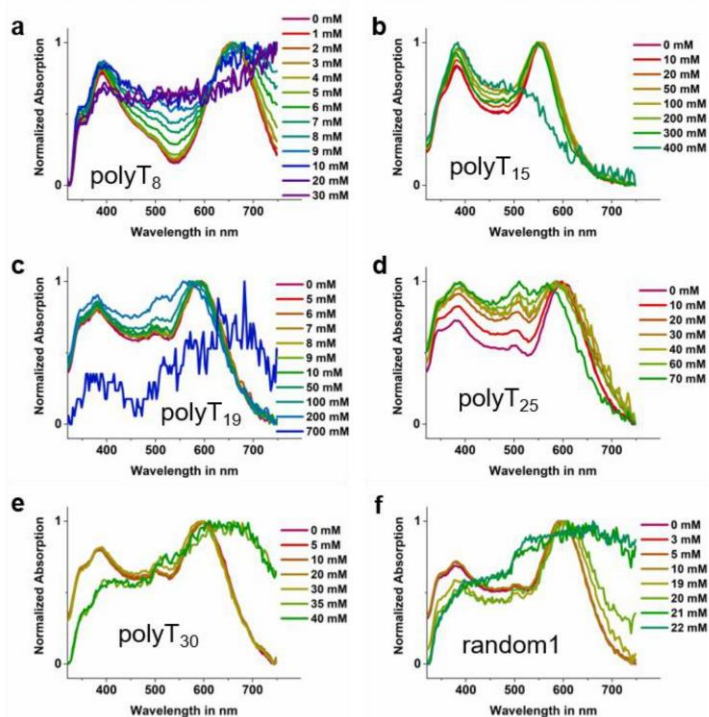 a
Normalized Absorption
1
0
400 500 600 700
Wavelength in nm
polyT8
0 mM
1 mM
2 mM
3 mM
4 mM
5 mM
6 mM
7 mM
8 mM
9 mM
10 mM
20 mM
30 mM
b
Normalized Absorption
1
0
400 500 600 700
Wavelength in nm
polyT15
0 mM
10 mM
20 mM
50 mM
100 mM
200 mM
300 mM
400 mM
c
Normalized Absorption
1
0
400 500 600 700
Wavelength in nm
polyT19
0 mM
5 mM
6 mM
7 mM
8 mM
9 mM
10 mM
50 mM
100 mM
200 mM
700 mM
d
Normalized Absorption
1
0
400 500 600 700
Wavelength in nm
polyT25
0 mM
10 mM
20 mM
30 mM
40 mM
60 mM
70 mM
e
Normalized Absorption
1
0
400 500 600 700
Wavelength in nm
polyT30
0 mM
5 mM
10 mM
20 mM
30 mM
35 mM
40 mM
f
Normalized Absorption
1
0
400 500 600 700
Wavelength in nm
random1
0 mM
3 mM
5 mM
10 mM
19 mM
20 mM
21 mM
22 mM